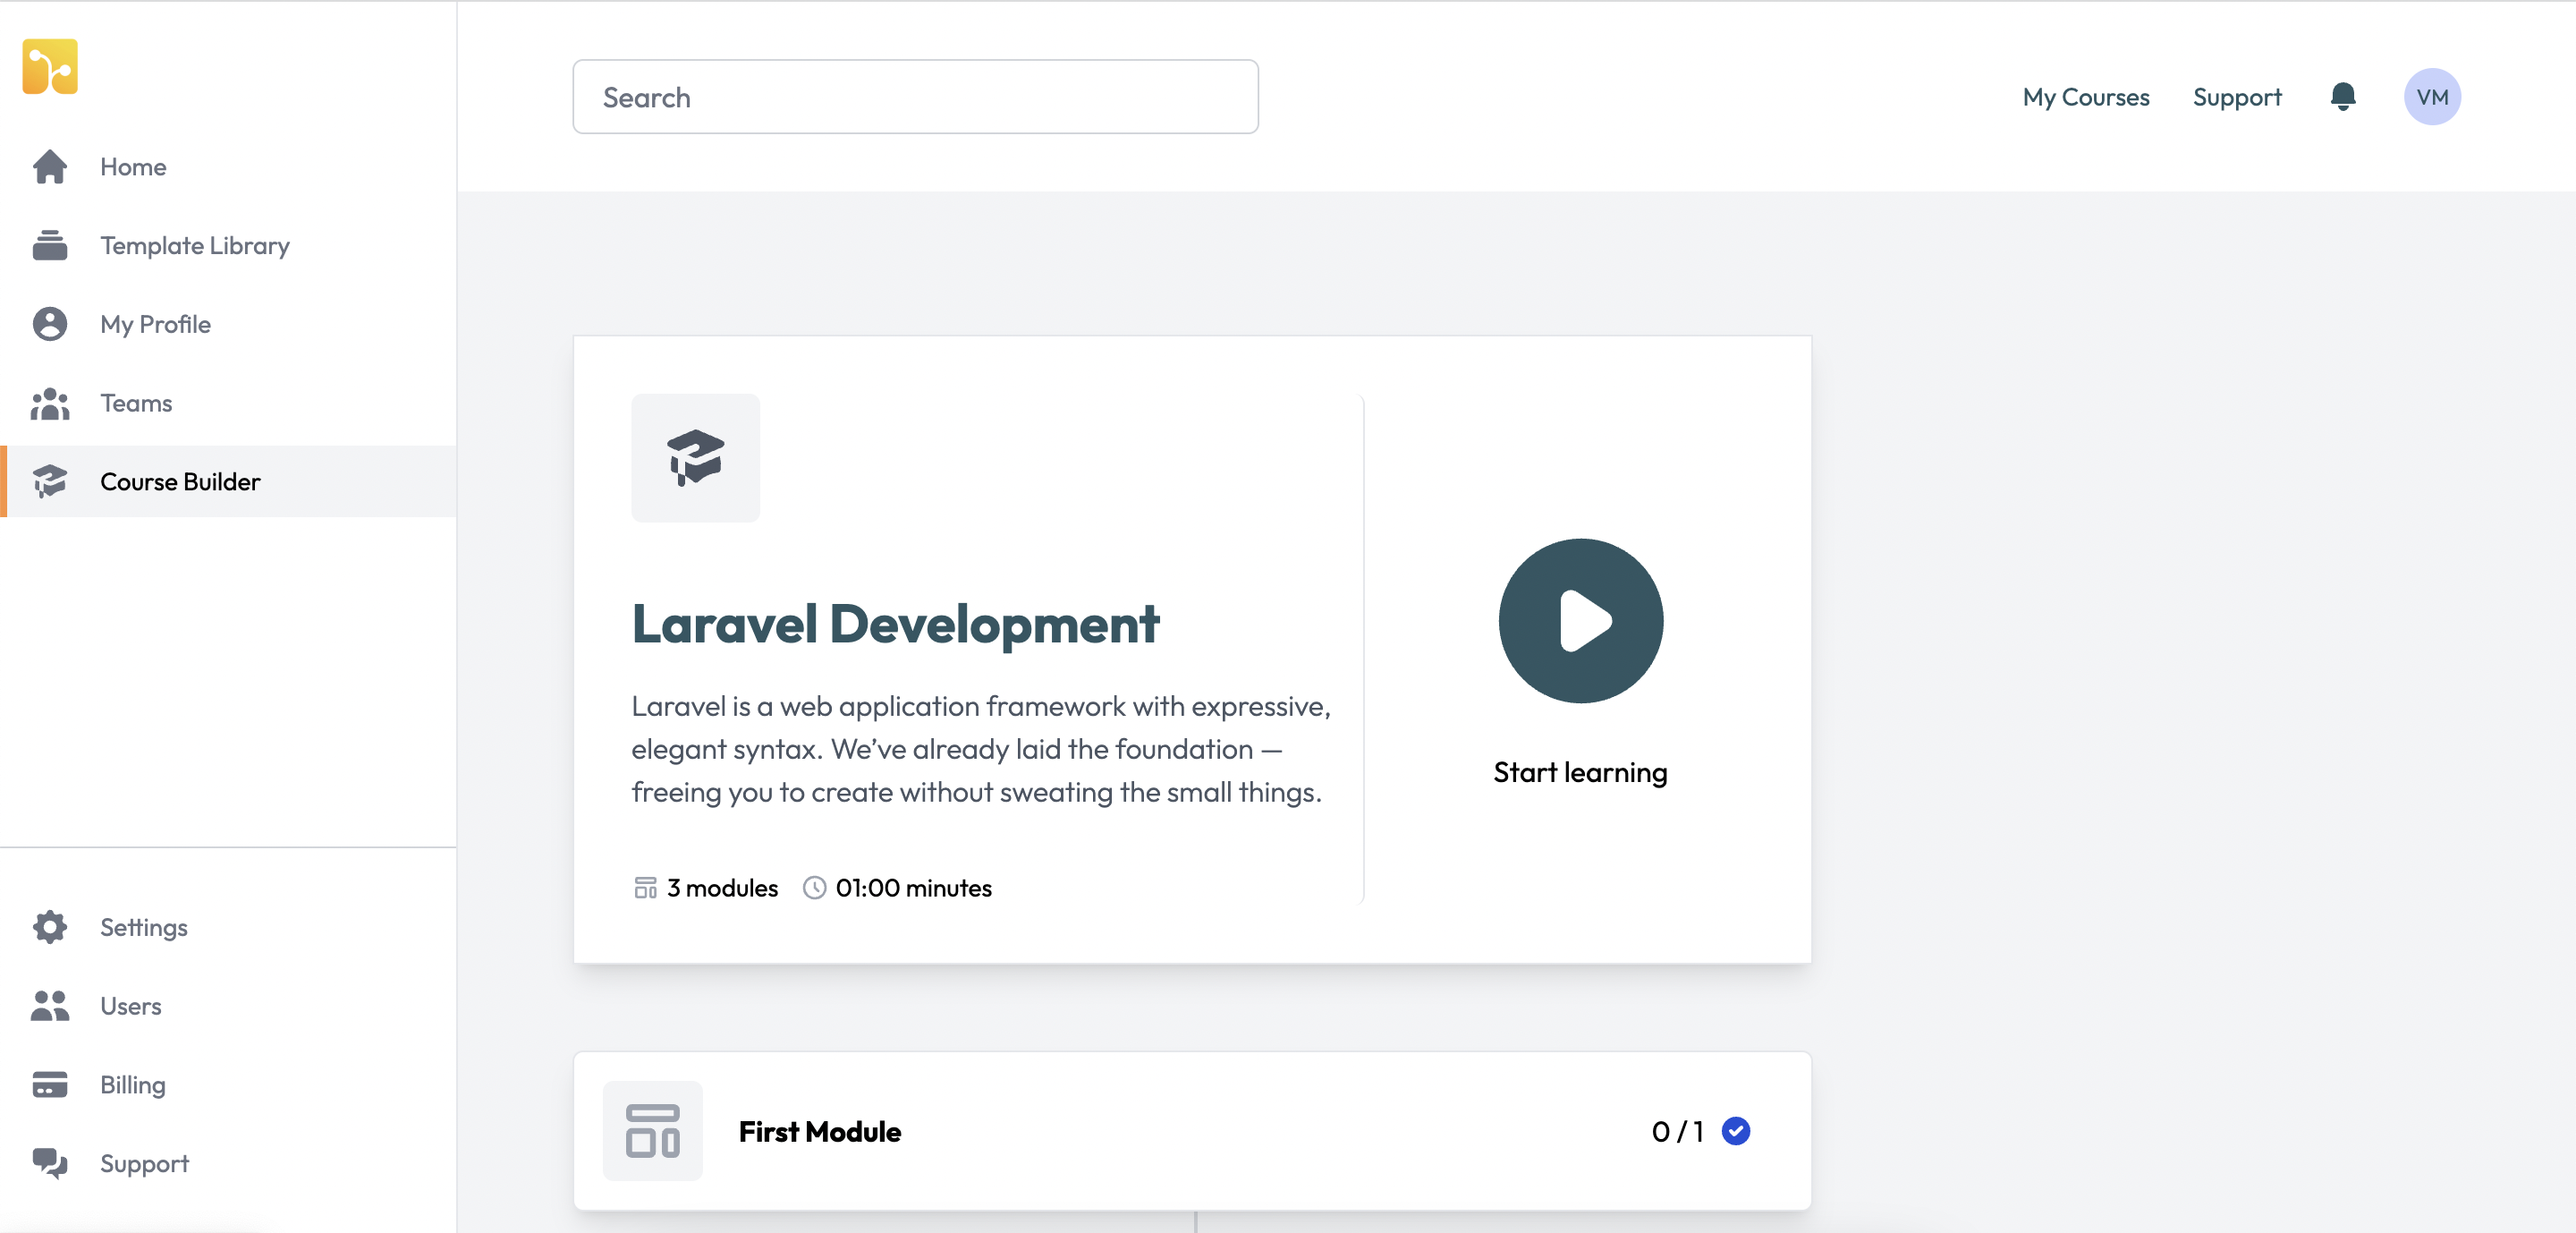 Search
My Courses
Support
VM
Home
Template Library
My Profile
Teams
Course Builder
Settings
Users
Billing
Support
Laravel Development
Laravel is a web application framework with expressive,
elegant syntax. We’ve already laid the foundation —
freeing you to create without sweating the small things.
3 modules
01:00 minutes
Start learning
First Module
0 / 1